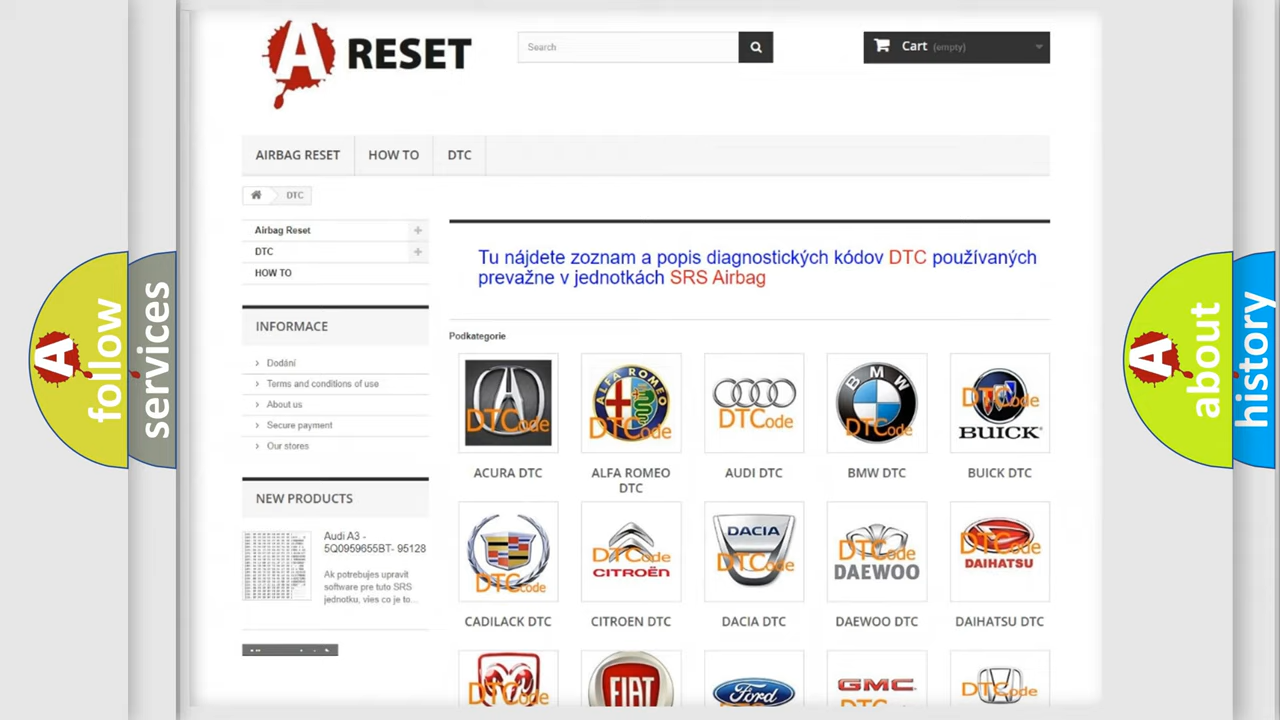 A RESET
Search
Cart (empty)
AIRBAG RESET
HOW TO
DTC
DTC
Airbag Reset
DTC
HOW TO
Tu nájdete zoznam a popis diagnostických kódov DTC používaných
prevažne v jednotkách SRS Airbag
INFORMACE
Dodání
Terms and conditions of use
About us
Secure payment
Our stores
Podkategorie
DTCode
ALFA ROMEO
DTCode
DTCode
BMW
DTCode
DTCode
BUICK
ACURA DTC
ALFA ROMEO
DTC
AUDI DTC
BMW DTC
BUICK DTC
NEW PRODUCTS
Audi A3 -
5Q0959655BT- 95128
Ak potrebujes upravit
software pre tuto SRS
jednotku, vies co je to...
DTCode
DTCode
CITROËN
DACIA
DTCode
DTCode
DAEWOO
DTCode
DAIHATSU
CADILACK DTC
CITROEN DTC
DACIA DTC
DAEWOO DTC
DAIHATSU DTC
DTCode
FIAT
Ford
GMC
DTCode
A follow
services
A about
history